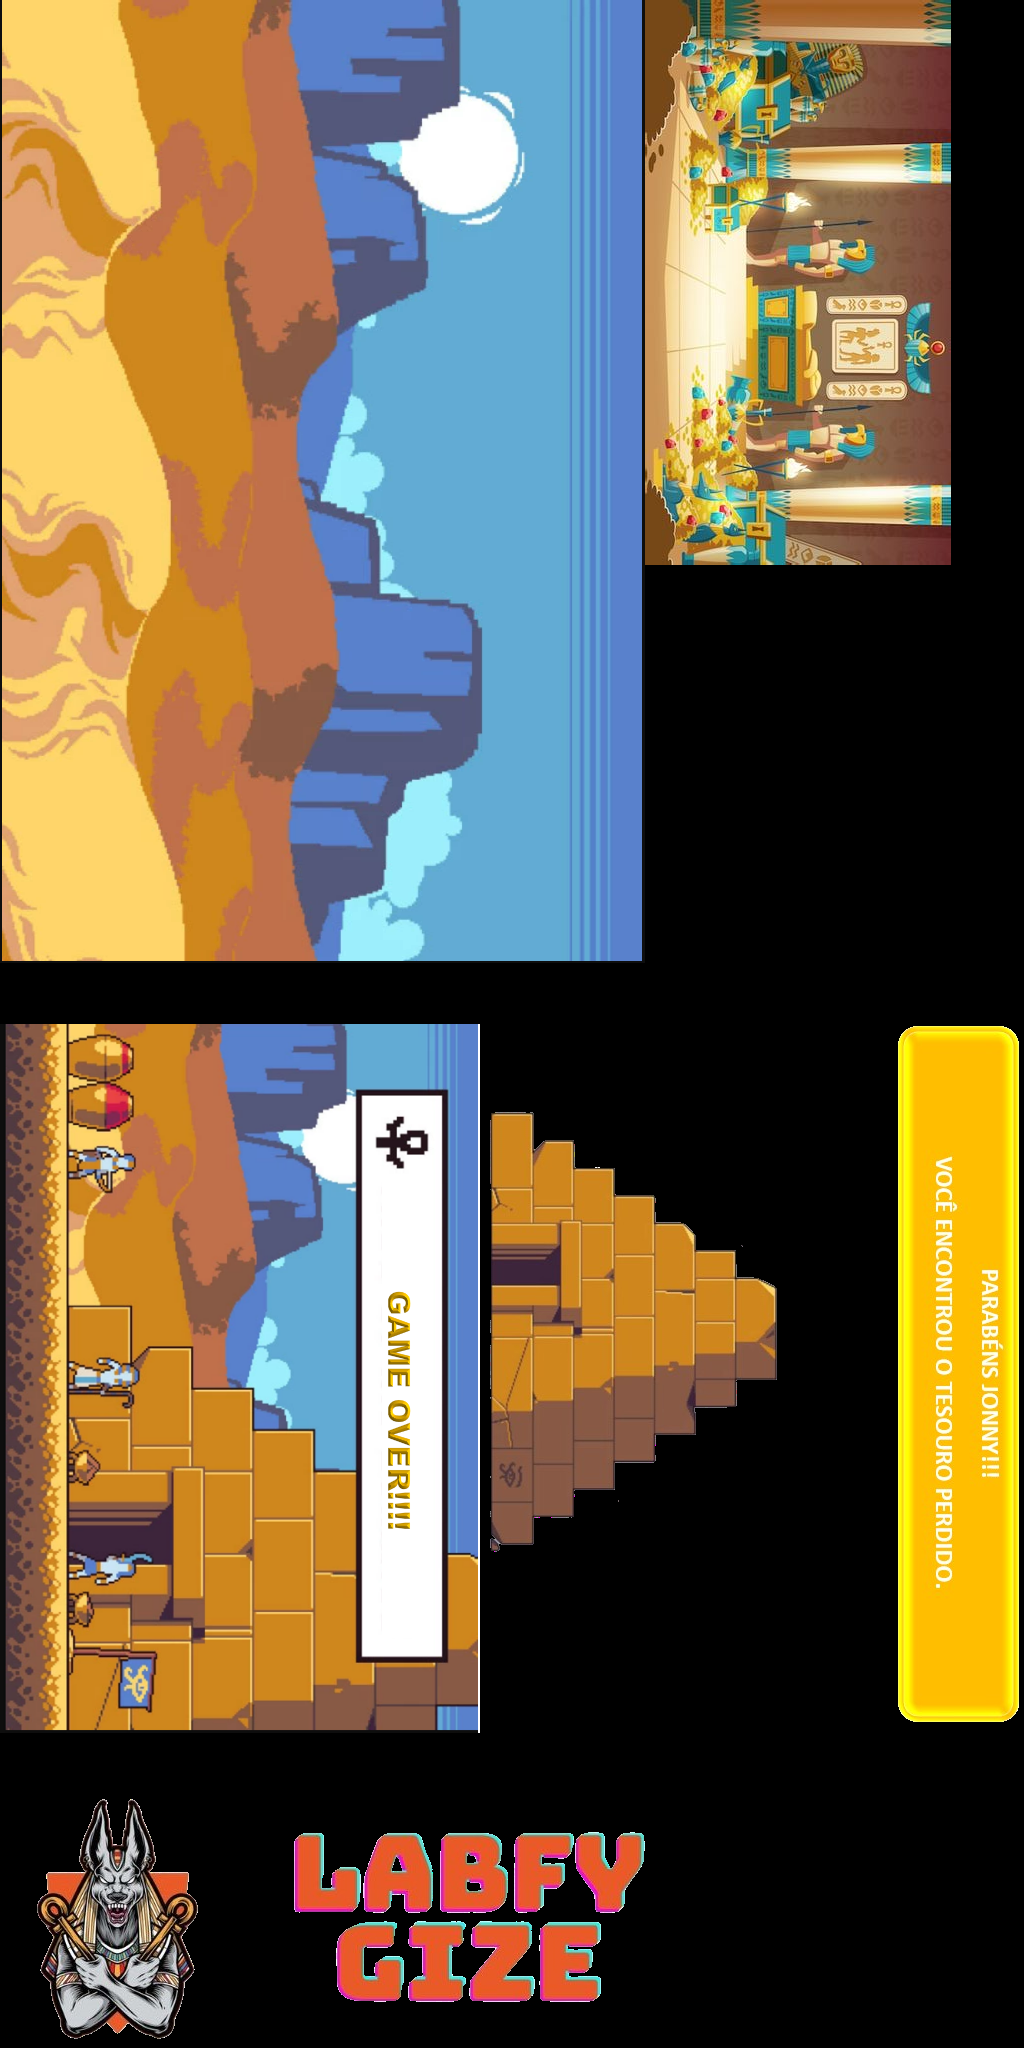 PARABÉNS JONNY!!!
VOCÊ ENCONTROU O TESOURO PERDIDO.
GAME OVER!!!!
LABFY
GIZE